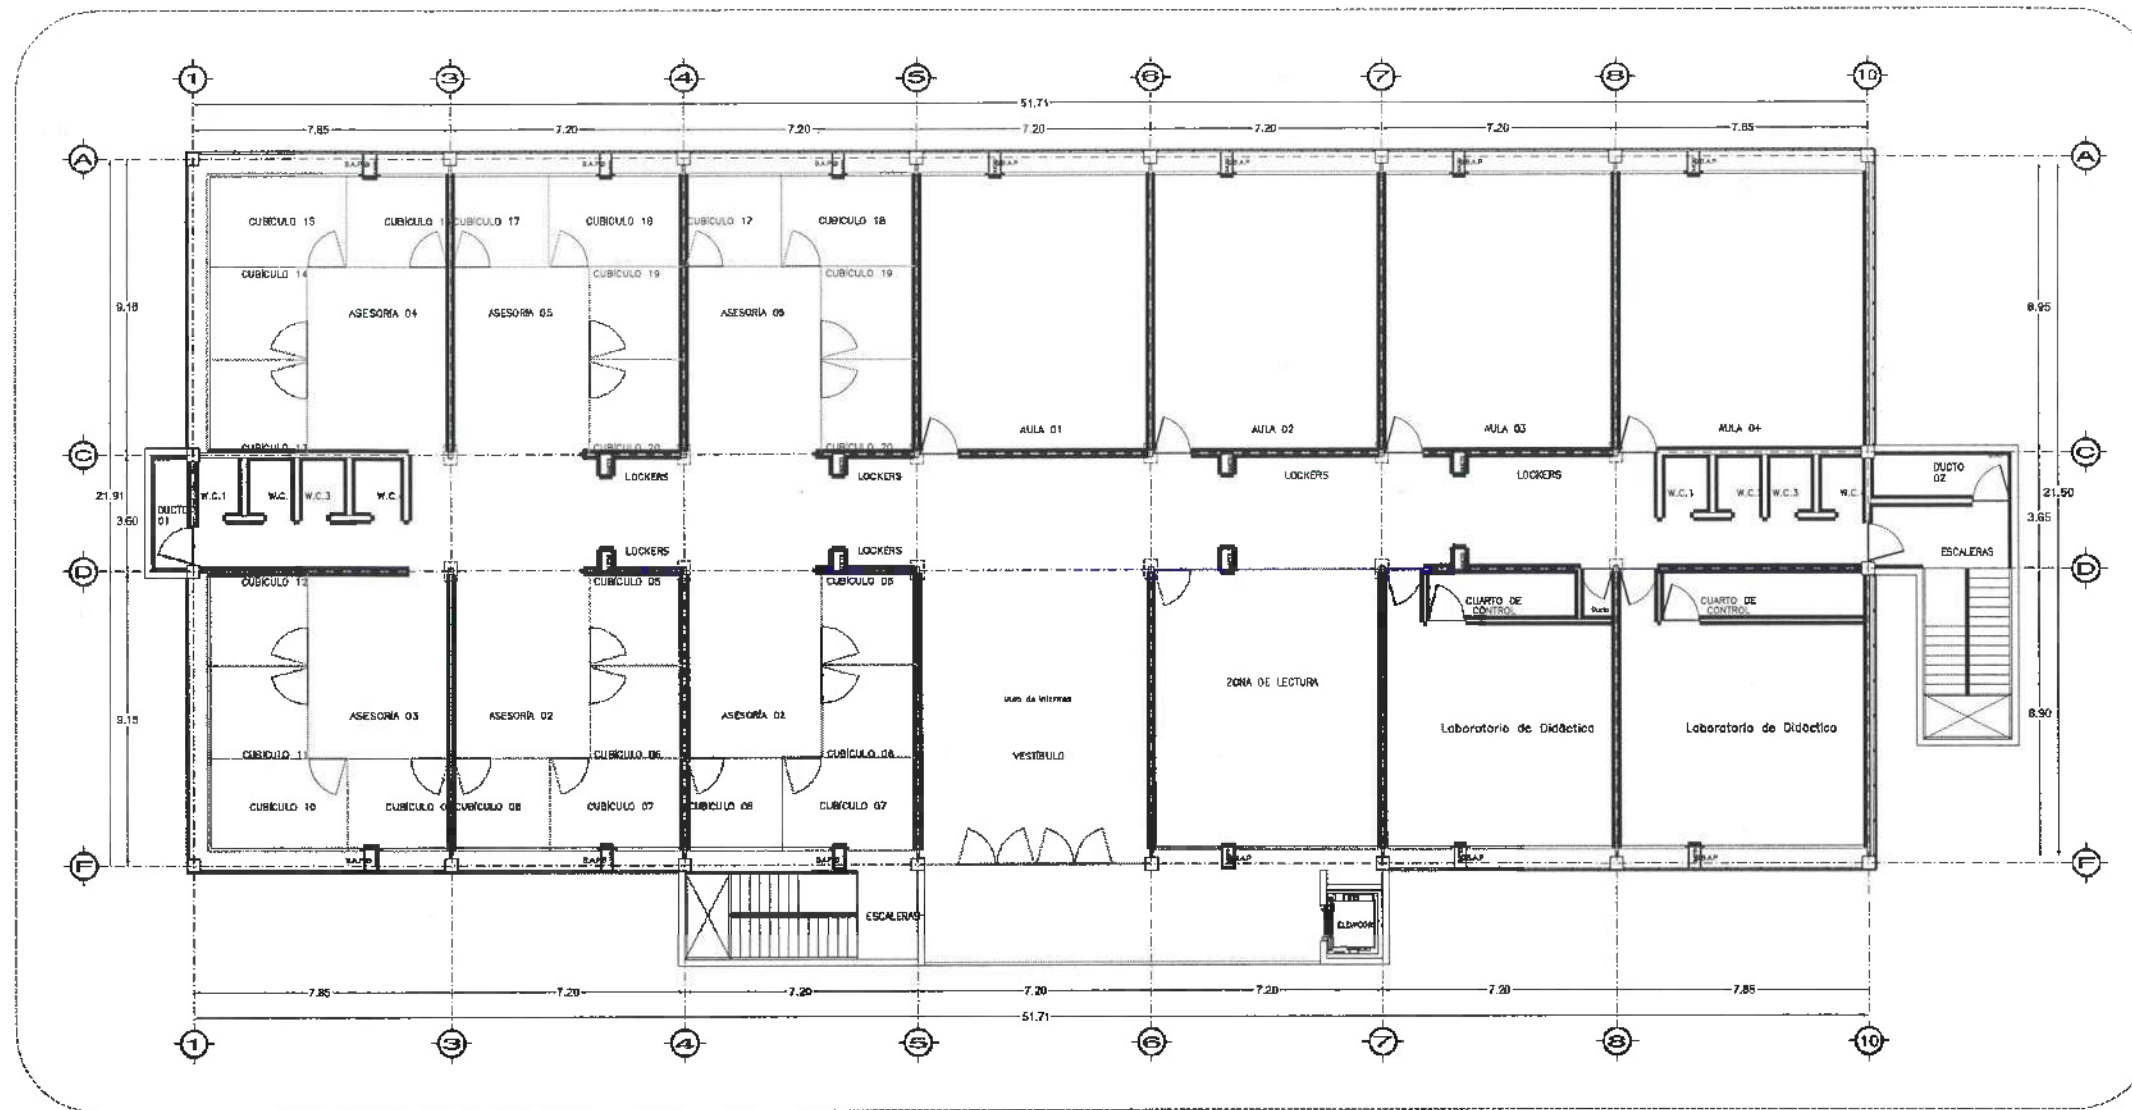 1 3 4 5 6 7 8 10
51.71
7.85 7.20 7.20 7.20 7.20 7.20 7.85
A A
B.A.P B.A.P B.A.P B.A.P B.A.P
CUBÍCULO 15 CUBÍCULO CUBÍCULO 17 CUBÍCULO 18 CUBÍCULO 17 CUBÍCULO 18
CUBÍCULO 14 CUBÍCULO 19 CUBÍCULO 19
9.18 ASESORÍA 04 ASESORÍA 05 ASESORÍA 06 8.95
AULA 01 AULA 02 AULA 03 AULA 04
CUBÍCULO 13 CUBÍCULO 20 CUBÍCULO 20
C C
LOCKERS LOCKERS LOCKERS LOCKERS
DUCTO
02
21.91 W.C.1 W.C. W.C.3 W.C. W.C.1 W.C. W.C.3 W.C. 21.50
DUCTO
01
3.60 3.65
LOCKERS LOCKERS ESCALERAS
D D
CUBÍCULO 12 CUBÍCULO 05 CUBÍCULO 05
CUARTO DE
CONTROL
Ducto
CUARTO DE
CONTROL
ZONA DE LECTURA
9.15 ASESORÍA 03 ASESORÍA 02 ASESORÍA 02 8.90
Laboratorio de Didáctica Laboratorio de Didáctica
CUBÍCULO 11 CUBÍCULO 06 CUBÍCULO 06 VESTÍBULO
CUBÍCULO 10 CUBÍCULO CUBÍCULO 08 CUBÍCULO 07 CUBÍCULO 08 CUBÍCULO 07
B.A.P B.A.P B.A.P B.A.P
F F
ESCALERAS ELEVADOR
7.85 7.20 7.20 7.20 7.20 7.20 7.85
51.71
1 3 4 5 6 7 8 10